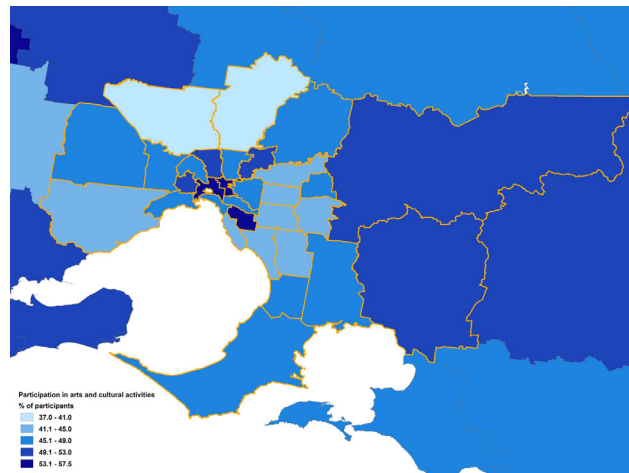 Participation in arts and cultural activities
% of participants
37.0 - 41.0
41.1 - 45.0
45.1 - 49.0
49.1 - 53.0
53.1 - 57.5